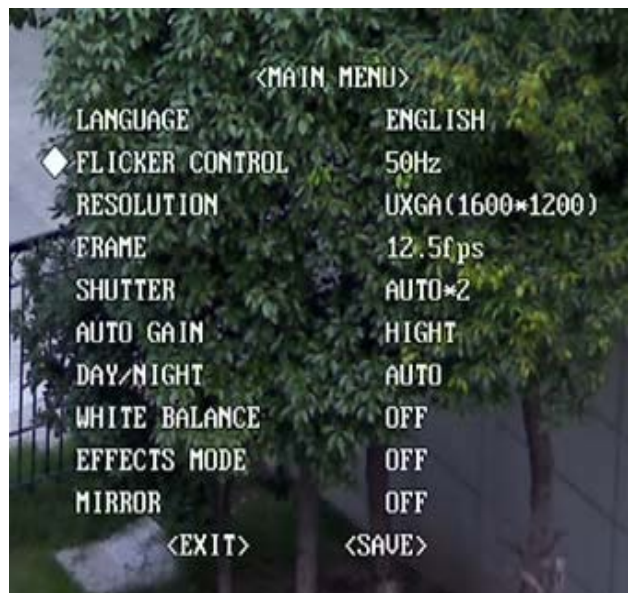 <MAIN MENU>
LANGUAGE ENGLISH
FLICKER CONTROL 50Hz
RESOLUTION UXGA(1600*1200)
FRAME 12.5fps
SHUTTER AUTO*2
AUTO GAIN HIGHT
DAY/NIGHT AUTO
WHITE BALANCE OFF
EFFECTS MODE OFF
MIRROR OFF
<EXIT> <SAVE>